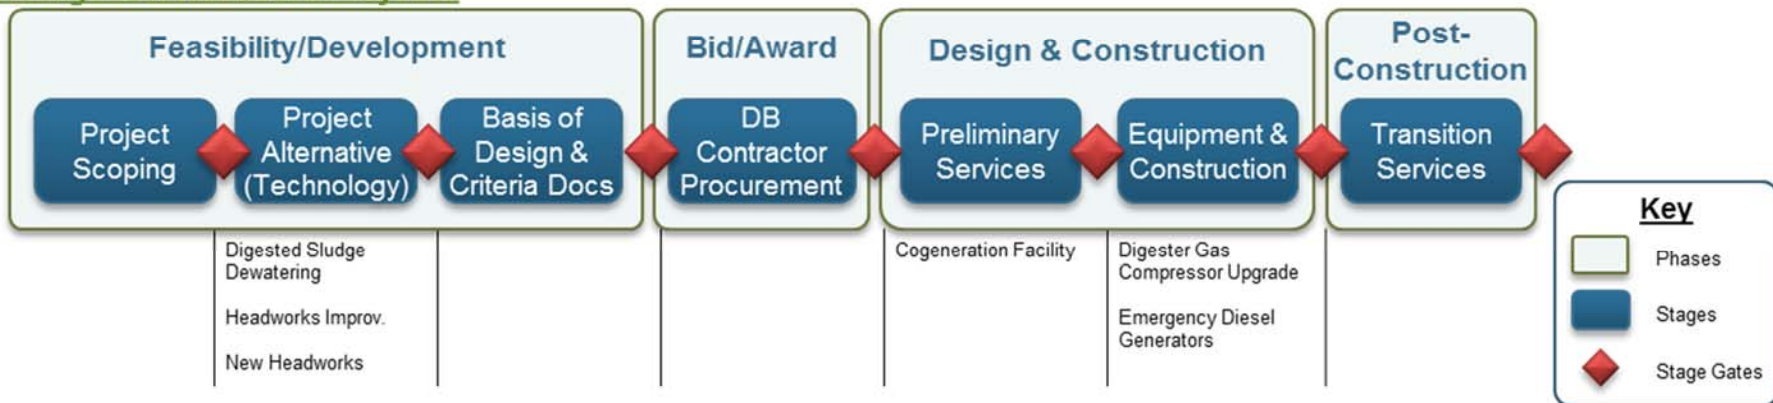 Feasibility/Development
Bid/Award
Design & Construction
Post-
Construction
Project
Scoping
Project
Alternative
(Technology)
Basis of
Design &
Criteria Docs
DB
Contractor
Procurement
Preliminary
Services
Equipment &
Construction
Transition
Services
Digested Sludge
Dewatering
Headworks Improv.
New Headworks
Cogeneration Facility
Digester Gas
Compressor Upgrade
Emergency Diesel
Generators
Key
Phases
Stages
Stage Gates